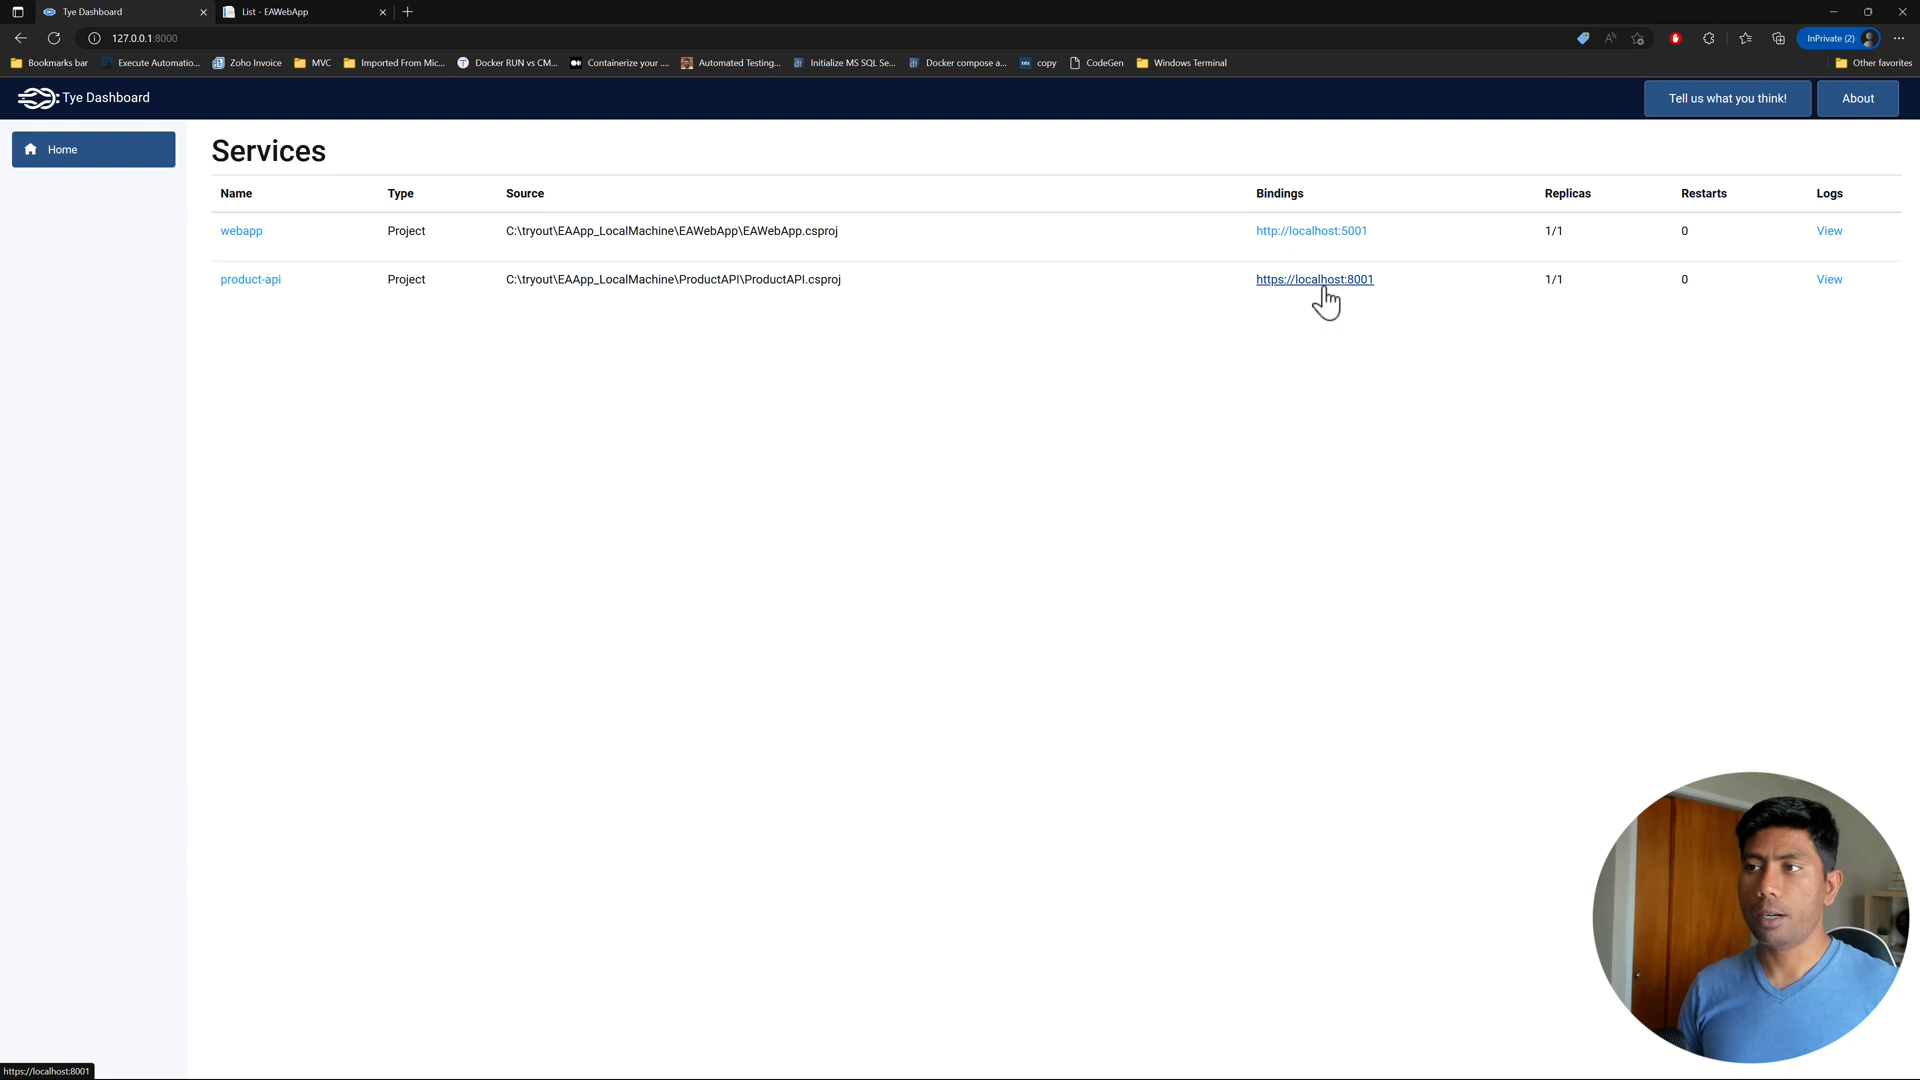 Tye Dashboard
List - EAWebApp
127.0.0.1:8000
InPrivate (2)
Bookmarks bar
Execute Automatio...
Zoho Invoice
MVC
Imported From Mic...
Docker RUN vs CM...
Containerize your ....
Automated Testing...
Initialize MS SQL Se...
Docker compose a...
copy
CodeGen
Windows Terminal
Other favorites
Tye Dashboard
Tell us what you think!
About
Home
Services
Name Type Source Bindings Replicas Restarts Logs
webapp Project C:\tryout\EAApp_LocalMachine\EAWebApp\EAWebApp.csproj http://localhost:5001 1/1 0 View
product-api Project C:\tryout\EAApp_LocalMachine\ProductAPI\ProductAPI.csproj https://localhost:8001 1/1 0 View
https://localhost:8001